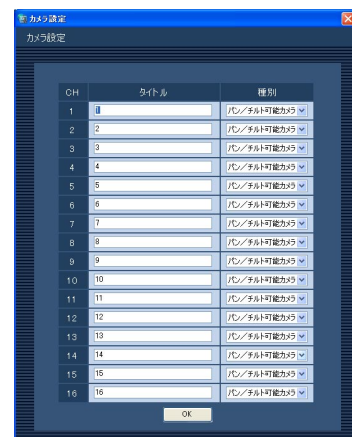 カメラ設定
カメラ設定
CH タイトル 種別
1 1 パン／チルト可能カメラ
2 2 パン／チルト可能カメラ
3 3 パン／チルト可能カメラ
4 4 パン／チルト可能カメラ
5 5 パン／チルト可能カメラ
6 6 パン／チルト可能カメラ
7 7 パン／チルト可能カメラ
8 8 パン／チルト可能カメラ
9 9 パン／チルト可能カメラ
10 10 パン／チルト可能カメラ
11 11 パン／チルト可能カメラ
12 12 パン／チルト可能カメラ
13 13 パン／チルト可能カメラ
14 14 パン／チルト可能カメラ
15 15 パン／チルト可能カメラ
16 16 パン／チルト可能カメラ
OK